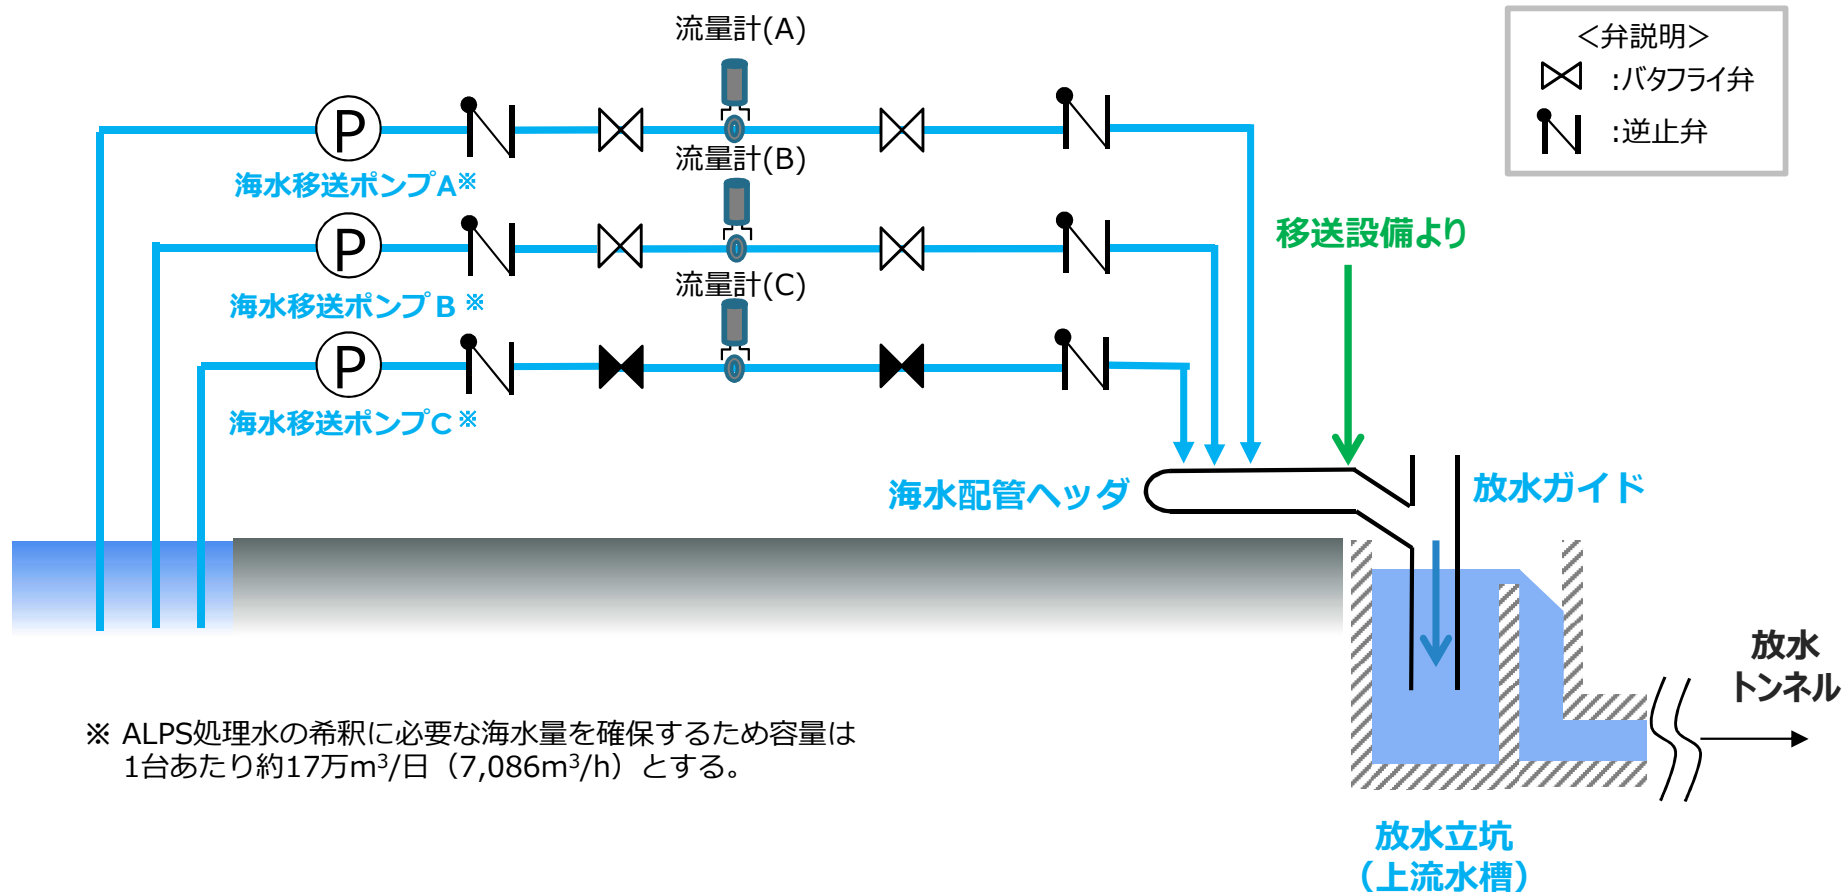 流量計(A)
＜弁説明＞
:バタフライ弁
:逆止弁
P
海水移送ポンプA※
流量計(B)
P
海水移送ポンプB※
流量計(C)
P
海水移送ポンプC※
移送設備より
海水配管ヘッダ
放水ガイド
放水
トンネル
※ ALPS処理水の希釈に必要な海水量を確保するため容量は
1台あたり約17万m³/日（7,086m³/h）とする。
放水立坑
（上流水槽）